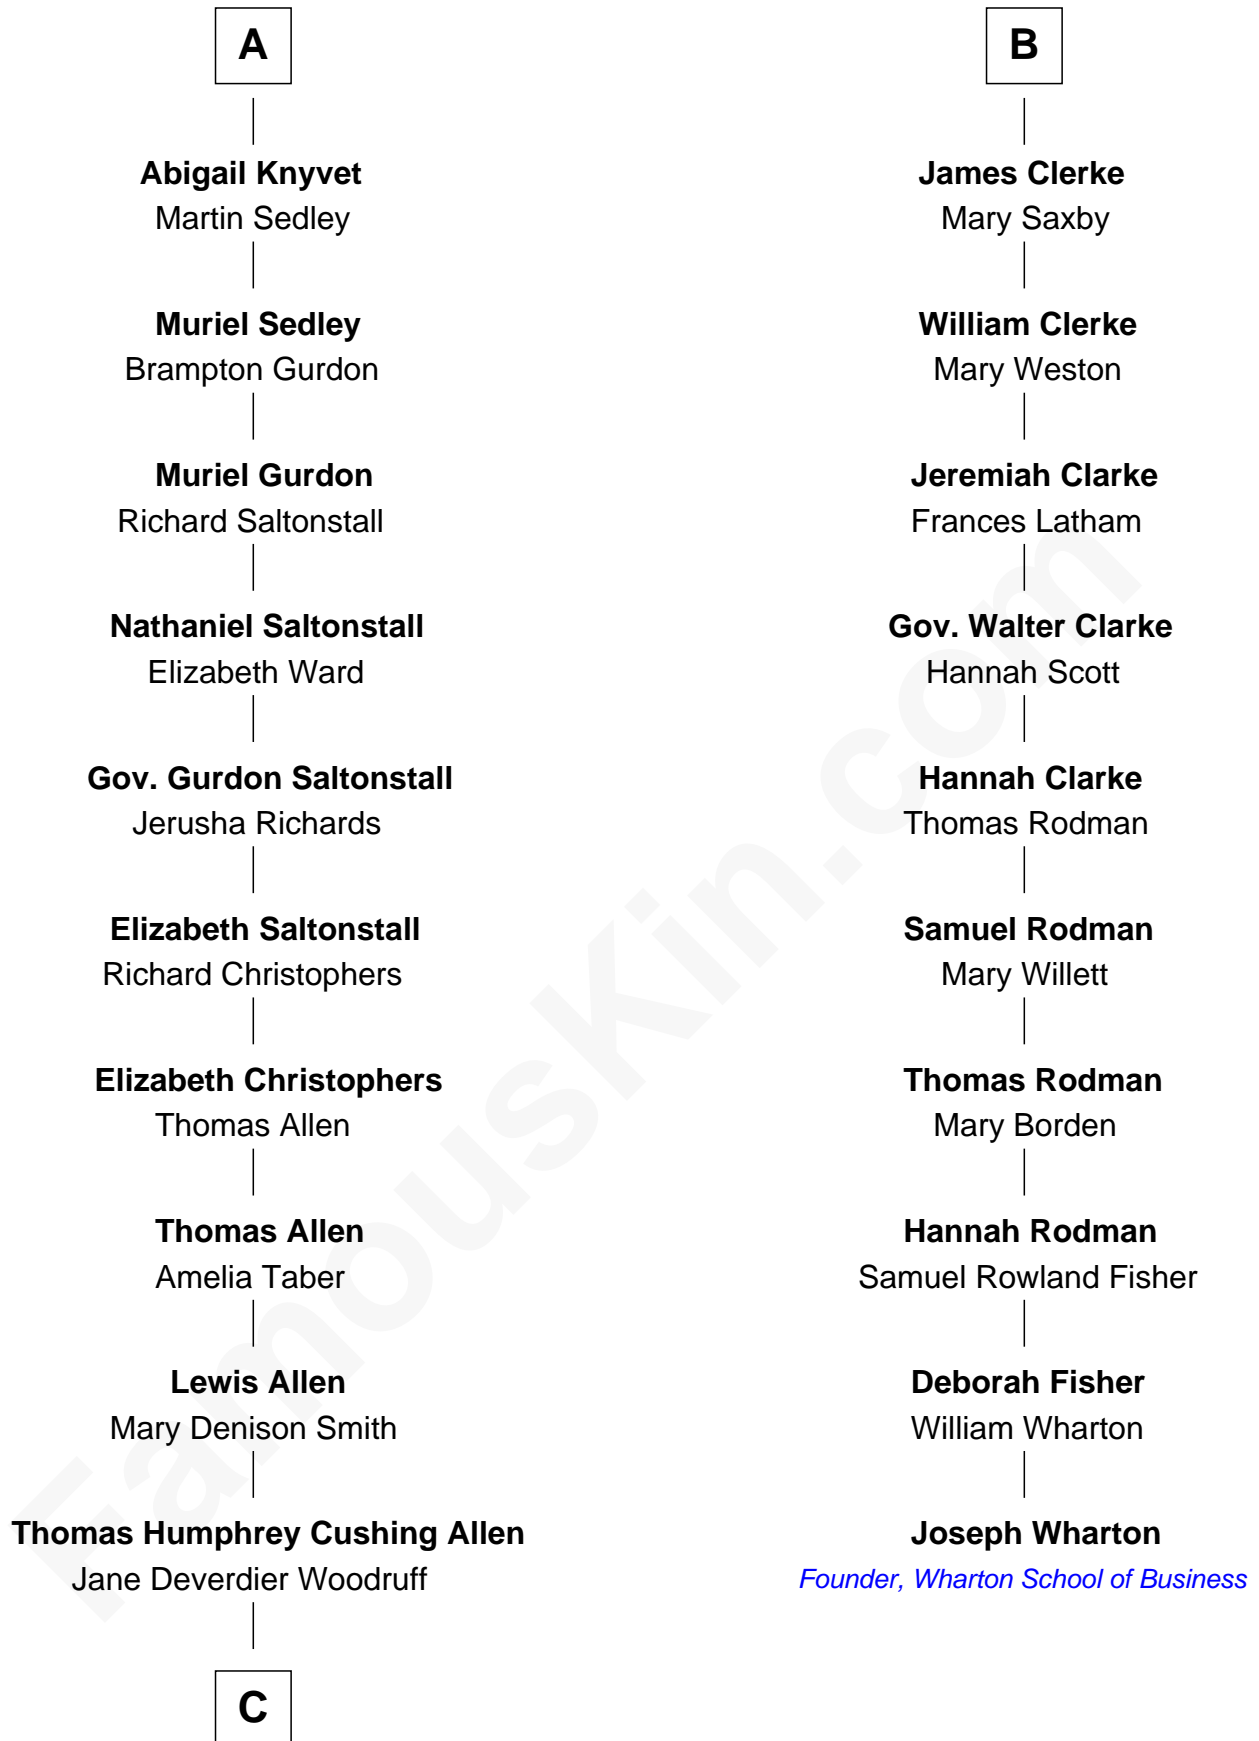 A
Abigail Knyvet
Martin Sedley
Muriel Sedley
Brampton Gurdon
Muriel Gurdon
Richard Saltonstall
Nathaniel Saltonstall
Elizabeth Ward
Gov. Gurdon Saltonstall
Jerusha Richards
Elizabeth Saltonstall
Richard Christophers
Elizabeth Christophers
Thomas Allen
Thomas Allen
Amelia Taber
Lewis Allen
Mary Denison Smith
Thomas Humphrey Cushing Allen
Jane Deverdier Woodruff
C
B
James Clerke
Mary Saxby
William Clerke
Mary Weston
Jeremiah Clarke
Frances Latham
Gov. Walter Clarke
Hannah Scott
Hannah Clarke
Thomas Rodman
Samuel Rodman
Mary Willett
Thomas Rodman
Mary Borden
Hannah Rodman
Samuel Rowland Fisher
Deborah Fisher
William Wharton
Joseph Wharton
Founder, Wharton School of Business
FamousKin.com